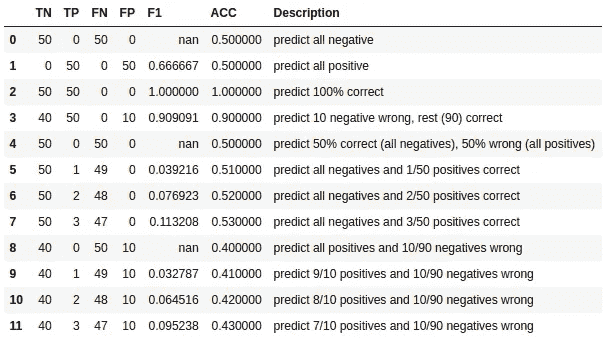 TN TP FN FP F1 ACC Description
0 50 0 50 0 nan 0.500000 predict all negative
1 0 50 0 50 0.666667 0.500000 predict all positive
2 50 50 0 0 1.000000 1.000000 predict 100% correct
3 40 50 0 10 0.909091 0.900000 predict 10 negative wrong, rest (90) correct
4 50 0 50 0 nan 0.500000 predict 50% correct (all negatives), 50% wrong (all positives)
5 50 1 49 0 0.039216 0.510000 predict all negatives and 1/50 positives correct
6 50 2 48 0 0.076923 0.520000 predict all negatives and 2/50 positives correct
7 50 3 47 0 0.113208 0.530000 predict all negatives and 3/50 positives correct
8 40 0 50 10 nan 0.400000 predict all positives and 10/90 negatives wrong
9 40 1 49 10 0.032787 0.410000 predict 9/10 positives and 10/90 negatives wrong
10 40 2 48 10 0.064516 0.420000 predict 8/10 positives and 10/90 negatives wrong
11 40 3 47 10 0.095238 0.430000 predict 7/10 positives and 10/90 negatives wrong